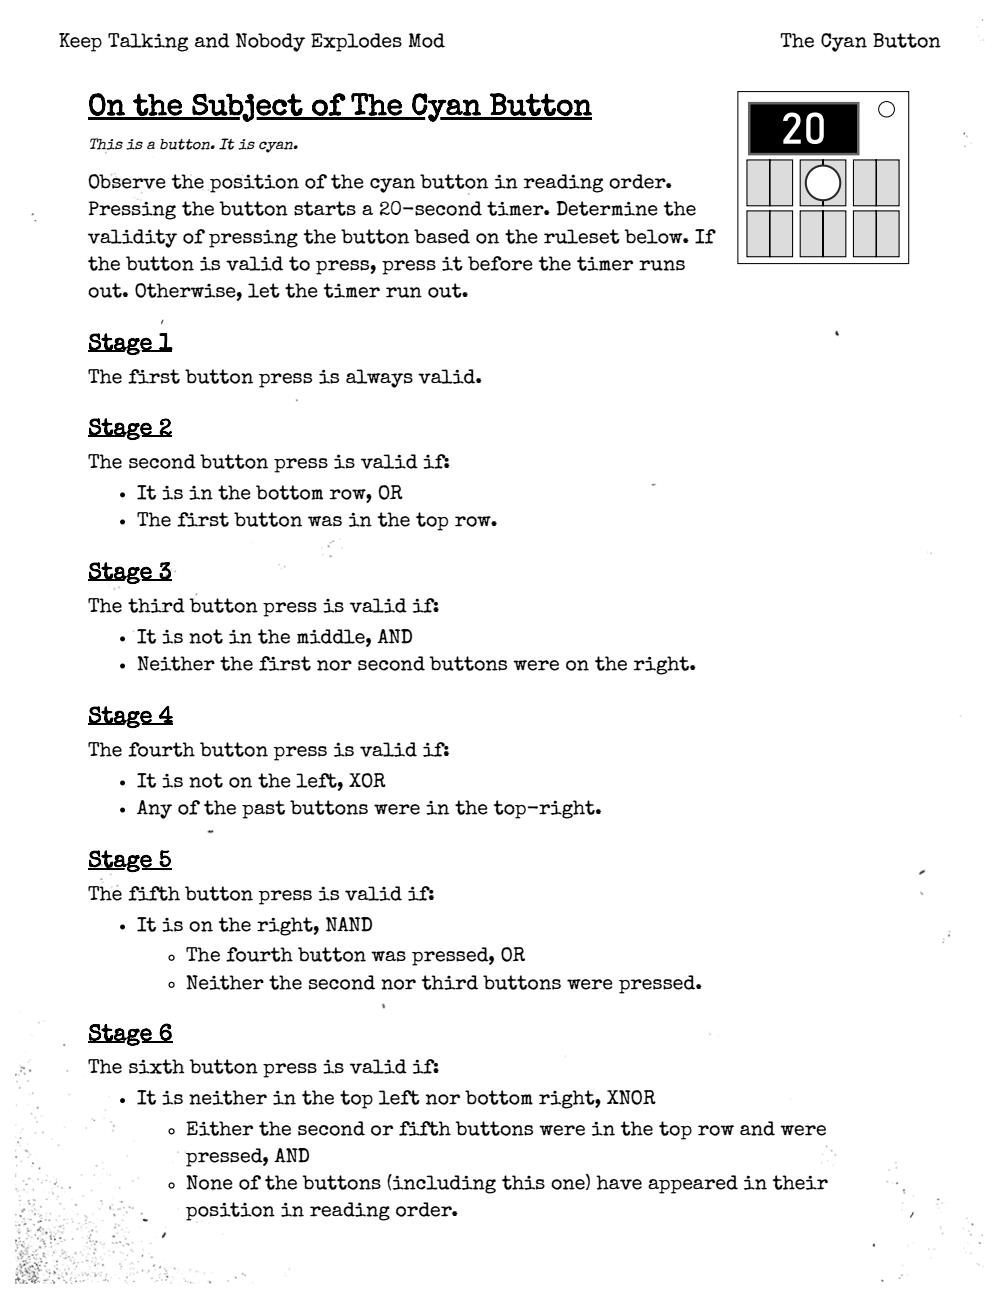 Keep Talking and Nobody Explodes Mod
The Cyan Button
On the Subject of The Cyan Button
20
This is a button. It is cyan.
Observe the position of the cyan button in reading order.
Pressing the button starts a 20-second timer. Determine the
validity of pressing the button based on the ruleset below. If
the button is valid to press, press it before the timer runs
out. Otherwise, let the timer run out.
Stage 1
The first button press is always valid.
Stage 2
The second button press is valid if:
• It is in the bottom row, OR
• The first button was in the top row.
Stage 3
The third button press is valid if:
• It is not in the middle, AND
• Neither the first nor second buttons were on the right.
Stage 4
The fourth button press is valid if:
• It is not on the left, XOR
• Any of the past buttons were in the top-right.
Stage 5
The fifth button press is valid if:
• It is on the right, NAND
◦ The fourth button was pressed, OR
◦ Neither the second nor third buttons were pressed.
Stage 6
The sixth button press is valid if:
• It is neither in the top left nor bottom right, XNOR
◦ Either the second or fifth buttons were in the top row and were
pressed, AND
◦ None of the buttons (including this one) have appeared in their
position in reading order.